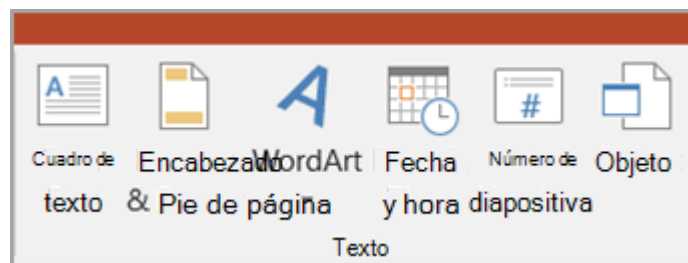 Cuadro de texto
Encabezado & Pie de página
WordArt
Fecha y hora
Número de diapositiva
Objeto
Texto